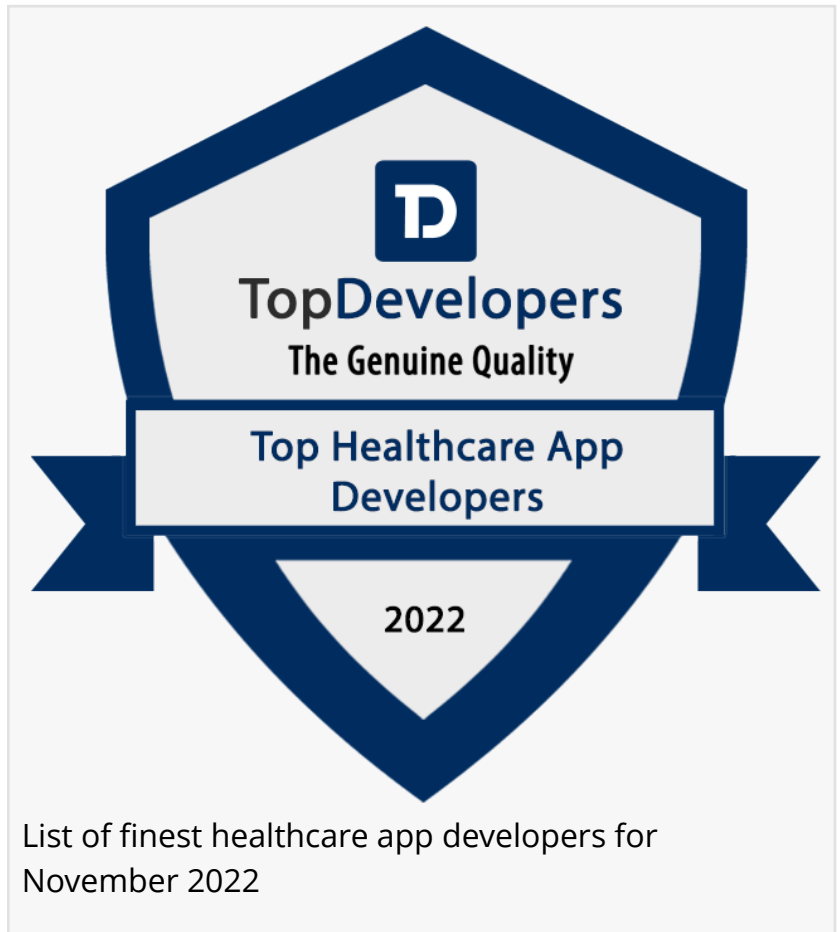 TD
TopDevelopers
The Genuine Quality
Top Healthcare App
Developers
2022
List of finest healthcare app developers for
November 2022